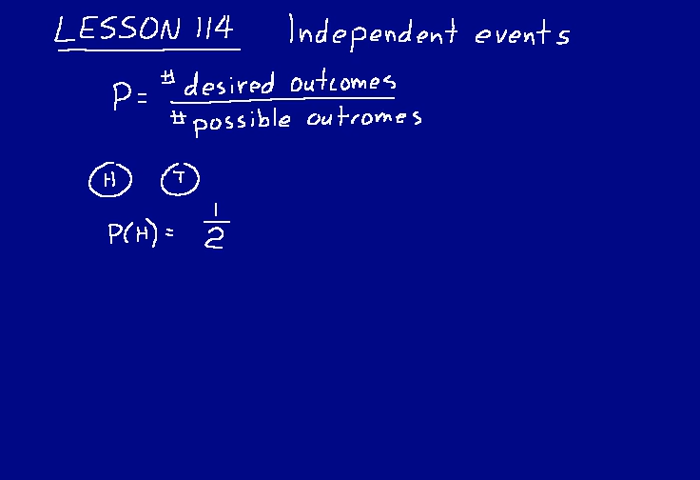 LESSON 114 Independent events
P = # desired outcomes
# possible outromes
H T
P(H) = 1
2